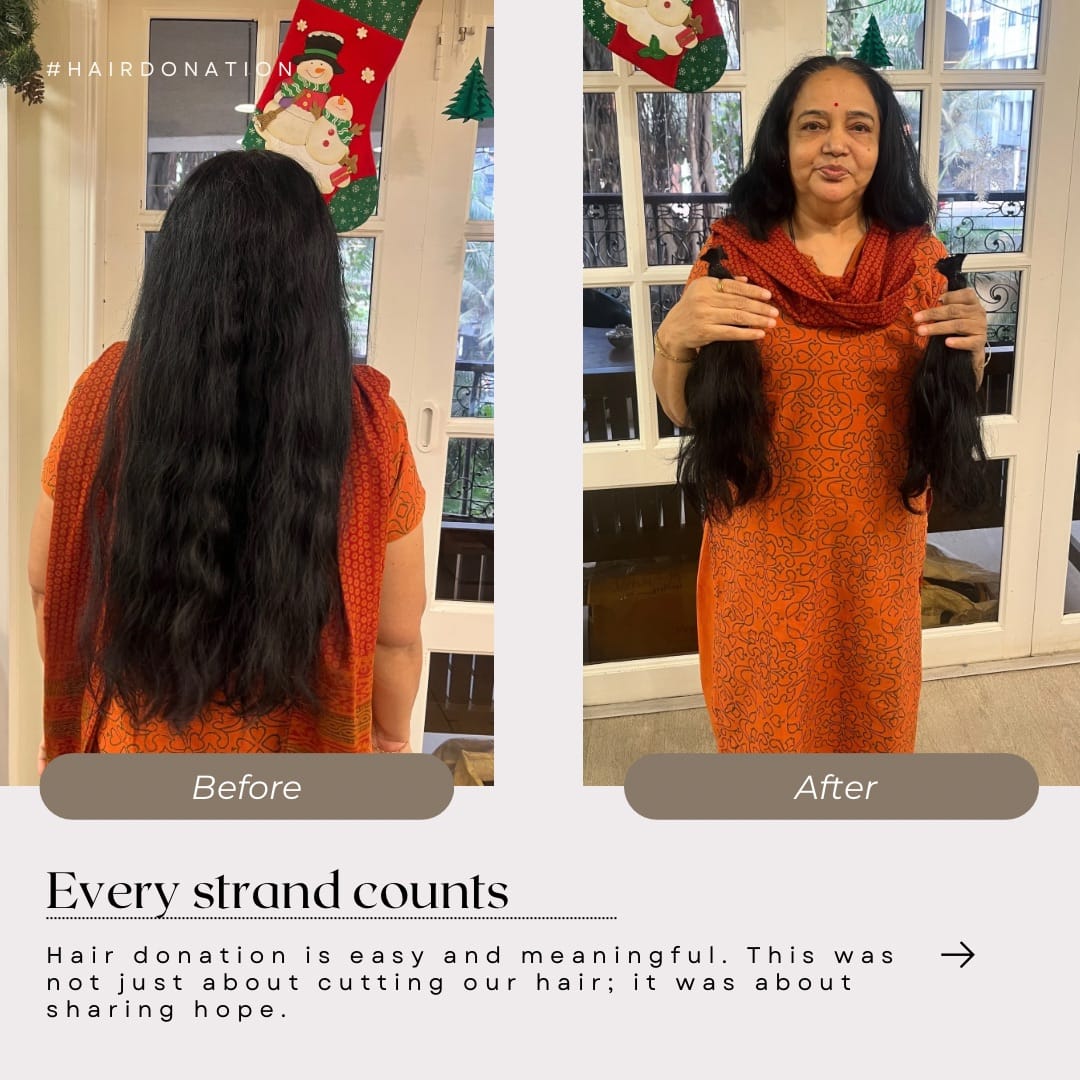 #HAIRDONATION
Before
After
Every strand counts
Hair donation is easy and meaningful. This was
not just about cutting our hair; it was about
sharing hope.